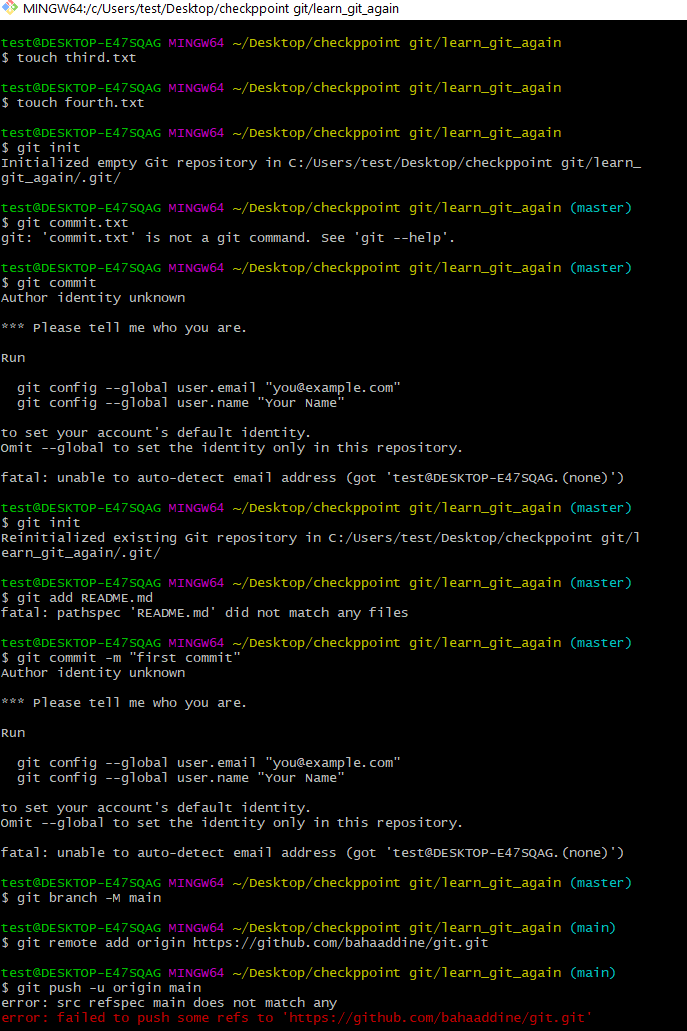 MINGW64:/c/Users/test/Desktop/checkppoint git/learn_git_again
test@DESKTOP-E47SQAG MINGW64 ~/Desktop/checkppoint git/learn_git_again
$ touch third.txt
test@DESKTOP-E47SQAG MINGW64 ~/Desktop/checkppoint git/learn_git_again
$ touch fourth.txt
test@DESKTOP-E47SQAG MINGW64 ~/Desktop/checkppoint git/learn_git_again
$ git init
Initialized empty Git repository in C:/Users/test/Desktop/checkppoint git/learn_
git_again/.git/
test@DESKTOP-E47SQAG MINGW64 ~/Desktop/checkppoint git/learn_git_again (master)
$ git commit.txt
git: 'commit.txt' is not a git command. See 'git --help'.
test@DESKTOP-E47SQAG MINGW64 ~/Desktop/checkppoint git/learn_git_again (master)
$ git commit
Author identity unknown
*** Please tell me who you are.
Run
git config --global user.email "you@example.com"
git config --global user.name "Your Name"
to set your account's default identity.
Omit --global to set the identity only in this repository.
fatal: unable to auto-detect email address (got 'test@DESKTOP-E47SQAG.(none)')
test@DESKTOP-E47SQAG MINGW64 ~/Desktop/checkppoint git/learn_git_again (master)
$ git init
Reinitialized existing Git repository in C:/Users/test/Desktop/checkppoint git/l
earn_git_again/.git/
test@DESKTOP-E47SQAG MINGW64 ~/Desktop/checkppoint git/learn_git_again (master)
$ git add README.md
fatal: pathspec 'README.md' did not match any files
test@DESKTOP-E47SQAG MINGW64 ~/Desktop/checkppoint git/learn_git_again (master)
$ git commit -m "first commit"
Author identity unknown
*** Please tell me who you are.
Run
git config --global user.email "you@example.com"
git config --global user.name "Your Name"
to set your account's default identity.
Omit --global to set the identity only in this repository.
fatal: unable to auto-detect email address (got 'test@DESKTOP-E47SQAG.(none)')
test@DESKTOP-E47SQAG MINGW64 ~/Desktop/checkppoint git/learn_git_again (master)
$ git branch -M main
test@DESKTOP-E47SQAG MINGW64 ~/Desktop/checkppoint git/learn_git_again (main)
$ git remote add origin https://github.com/bahaaddine/git.git
test@DESKTOP-E47SQAG MINGW64 ~/Desktop/checkppoint git/learn_git_again (main)
$ git push -u origin main
error: src refspec main does not match any
error: failed to push some refs to 'https://github.com/bahaaddine/git.git'